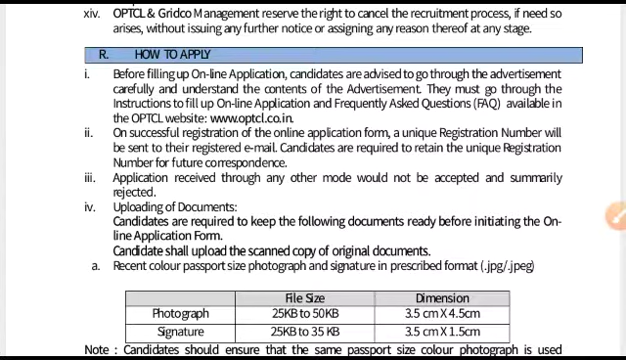 xiv. OPTCL & Gridco Management reserve the right to cancel the recruitment process, if need so
arises, without issuing any further notice or assigning any reason thereof at any stage.
R. HOW TO APPLY
i. Before filling up On-line Application, candidates are advised to go through the advertisement
carefully and understand the contents of the Advertisement. They must go through the
Instructions to fill up On-line Application and Frequently Asked Questions (FAQ) available in
the OPTCL website: www.optcl.co.in.
ii. On successful registration of the online application form, a unique Registration Number will
be sent to their registered e-mail. Candidates are required to retain the unique Registration
Number for future correspondence.
iii. Application received through any other mode would not be accepted and summarily
rejected.
iv. Uploading of Documents:
Candidates are required to keep the following documents ready before initiating the On-
line Application Form.
Candidate shall upload the scanned copy of original documents.
a. Recent colour passport size photograph and signature in prescribed format (.jpg/.jpeg)
File Size Dimension
Photograph 25KB to 50KB 3.5 cm X 4.5cm
Signature 25KB to 35 KB 3.5 cm X 1.5cm
Note : Candidates should ensure that the same passport size colour photograph is used